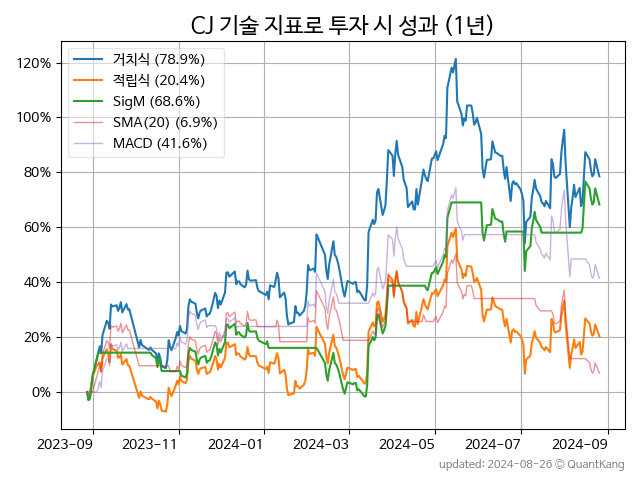 CJ 기술 지표로 투자 시 성과 (1년)
120%
100%
80%
60%
40%
20%
0%
거치식 (78.9%)
적립식 (20.4%)
SigM (68.6%)
SMA(20) (6.9%)
MACD (41.6%)
2023-09 2023-11 2024-01 2024-03 2024-05 2024-07 2024-09
updated: 2024-08-26 © QuantKang